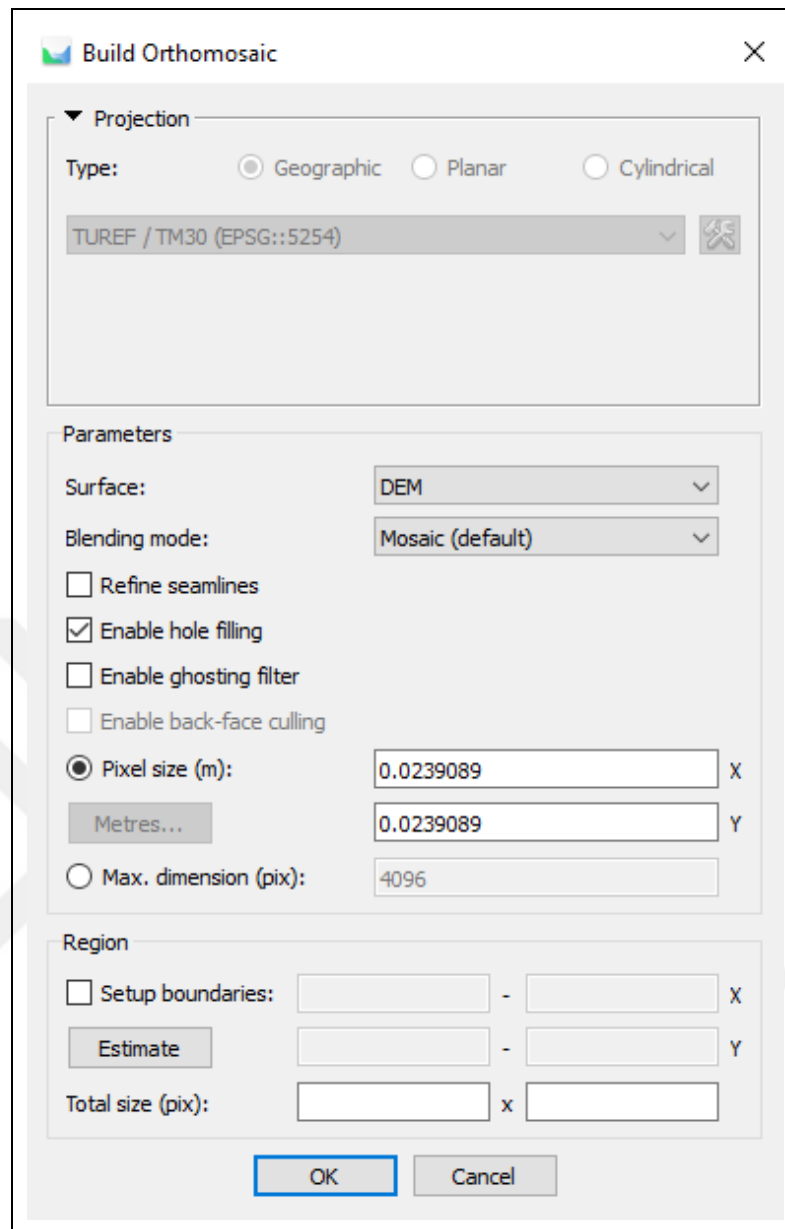 Build Orthomosaic
Projection
Type: Geographic Planar Cylindrical
TUREF / TM30 (EPSG::5254)
Parameters
Surface: DEM
Blending mode: Mosaic (default)
Refine seamlines
Enable hole filling
Enable ghosting filter
Enable back-face culling
Pixel size (m): 0.0239089 X
Metres... 0.0239089 Y
Max. dimension (pix): 4096
Region
Setup boundaries: - X
Estimate - Y
Total size (pix): x
OK Cancel